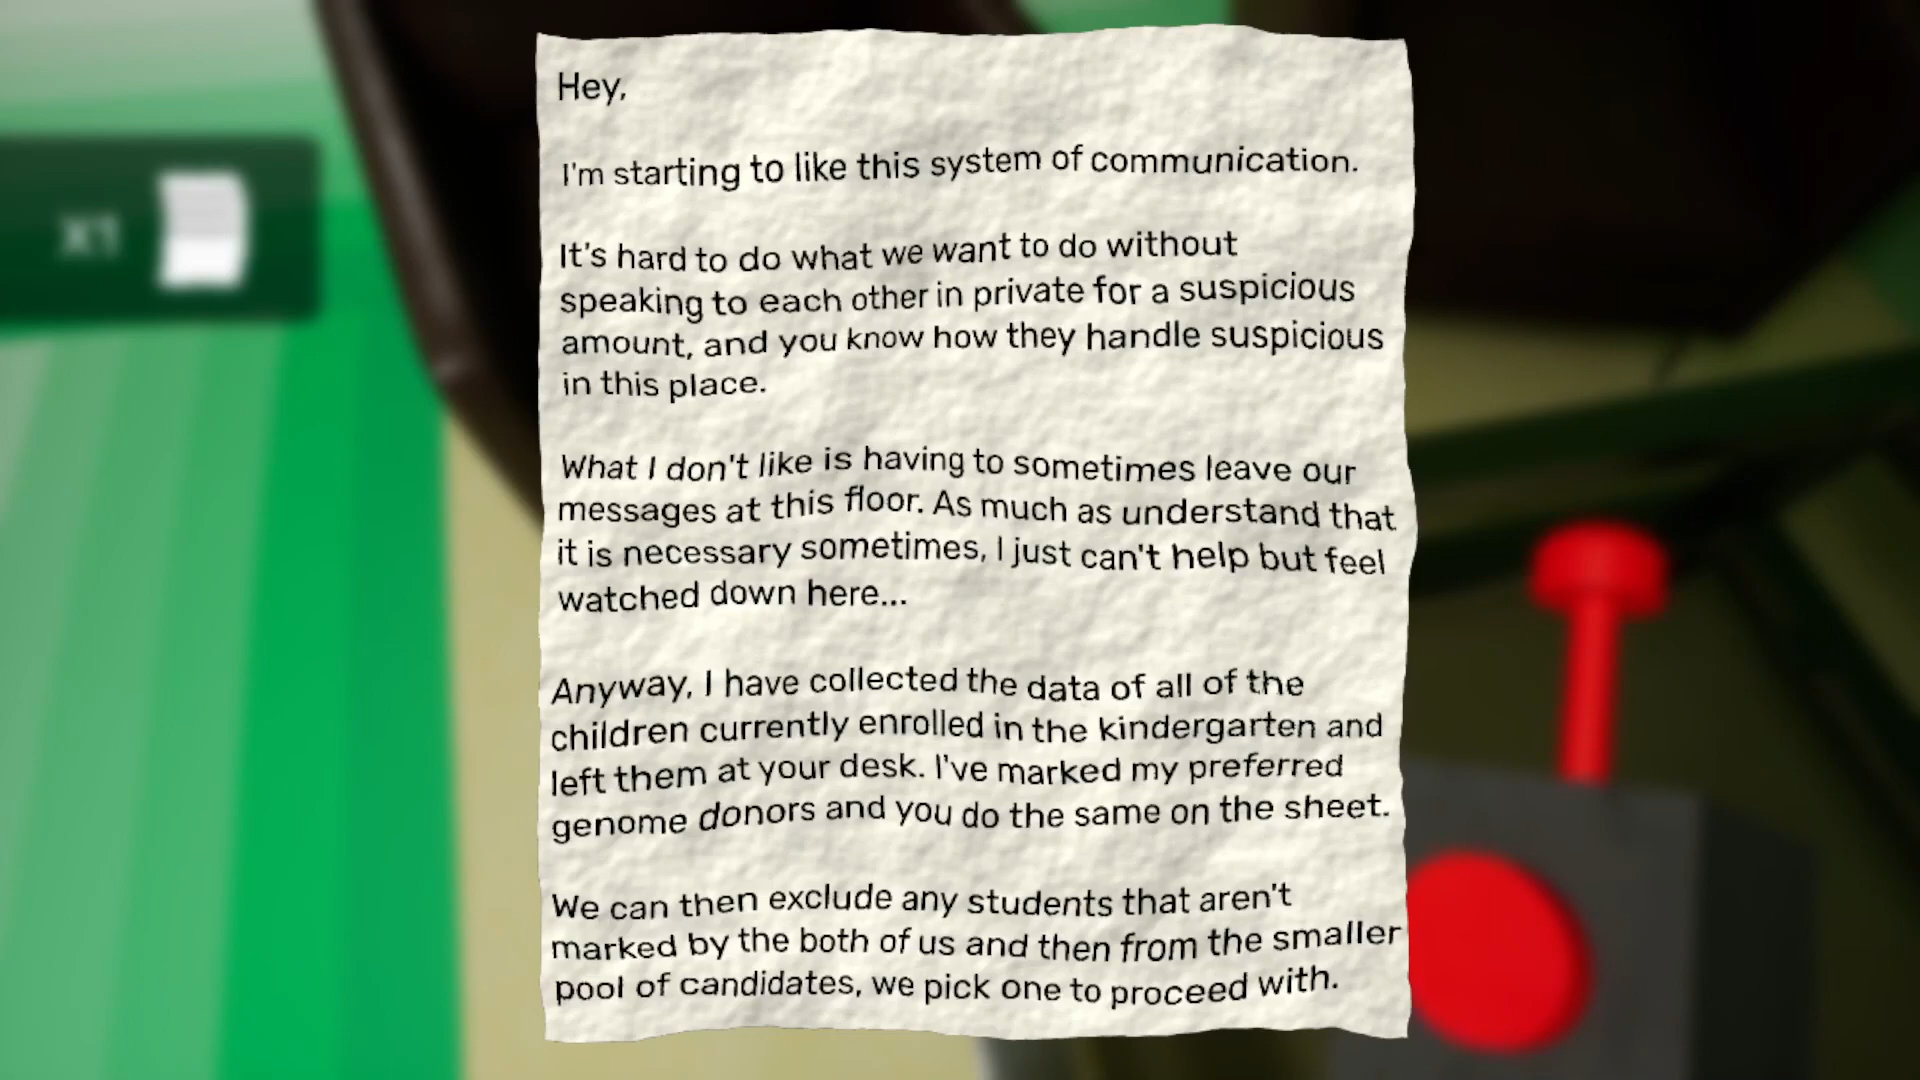 X1
Hey,
I'm starting to like this system of communication.
It's hard to do what we want to do without
speaking to each other in private for a suspicious
amount, and you know how they handle suspicious
in this place.
What I don't like is having to sometimes leave our
messages at this floor. As much as understand that
it is necessary sometimes, I just can't help but feel
watched down here...
Anyway, I have collected the data of all of the
children currently enrolled in the kindergarten and
left them at your desk. I've marked my preferred
genome donors and you do the same on the sheet.
We can then exclude any students that aren't
marked by the both of us and then from the smaller
pool of candidates, we pick one to proceed with.